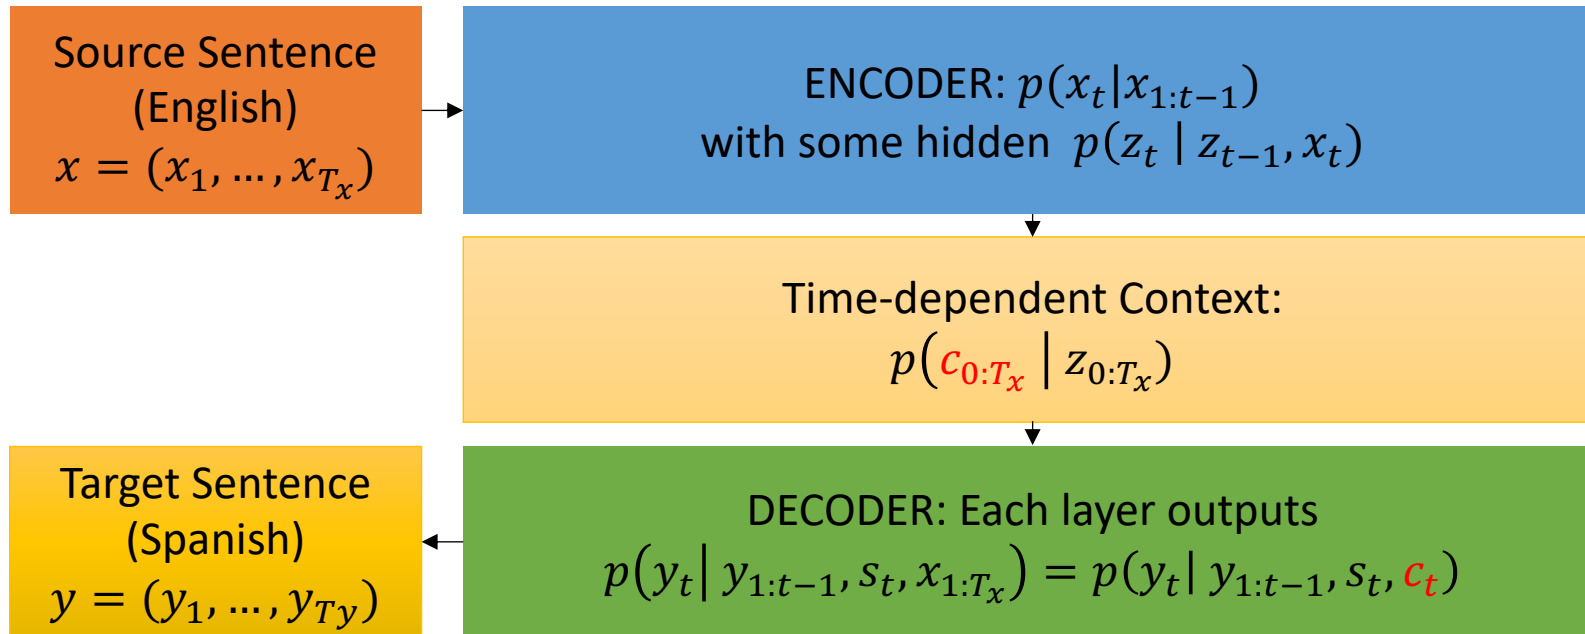 Source Sentence
(English)
x = (x_1, … , x_{T_x})
ENCODER: p(x_t|x_{1:t−1})
with some hidden p(z_t | z_{t−1}, x_t)
Time-dependent Context:
p(c_{0:T_x} | z_{0:T_x})
Target Sentence
(Spanish)
y = (y_1, … , y_{Ty})
DECODER: Each layer outputs
p(y_t| y_{1:t−1}, s_t, x_{1:T_x}) = p(y_t| y_{1:t−1}, s_t, c_t)